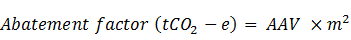 Abatement factor (tCO₂ − e) = AAV × m²